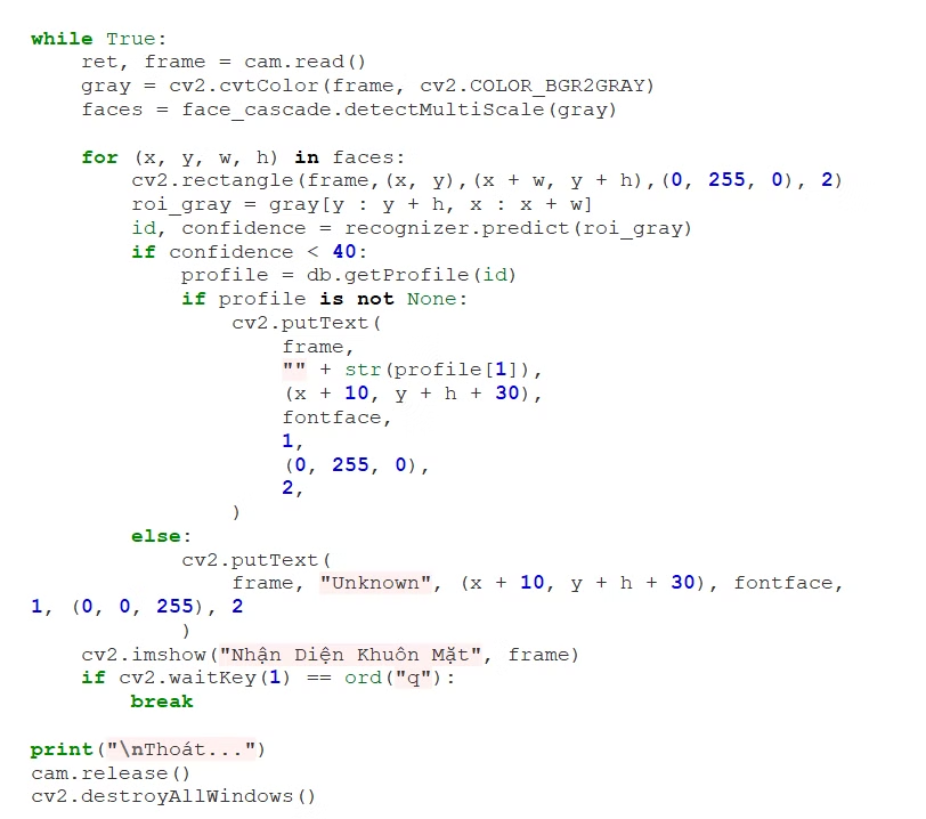 while True:
    ret, frame = cam.read()
    gray = cv2.cvtColor(frame, cv2.COLOR_BGR2GRAY)
    faces = face_cascade.detectMultiScale(gray)

    for (x, y, w, h) in faces:
        cv2.rectangle(frame,(x, y),(x + w, y + h),(0, 255, 0), 2)
        roi_gray = gray[y : y + h, x : x + w]
        id, confidence = recognizer.predict(roi_gray)
        if confidence < 40:
            profile = db.getProfile(id)
            if profile is not None:
                cv2.putText(
                    frame,
                    "" + str(profile[1]),
                    (x + 10, y + h + 30),
                    fontface,
                    1,
                    (0, 255, 0),
                    2,
                )
        else:
            cv2.putText(
                frame, "Unknown", (x + 10, y + h + 30), fontface,
1, (0, 0, 255), 2
            )
    cv2.imshow("Nhận Diện Khuôn Mặt", frame)
    if cv2.waitKey(1) == ord("q"):
        break

print("\nThoát...")
cam.release()
cv2.destroyAllWindows()